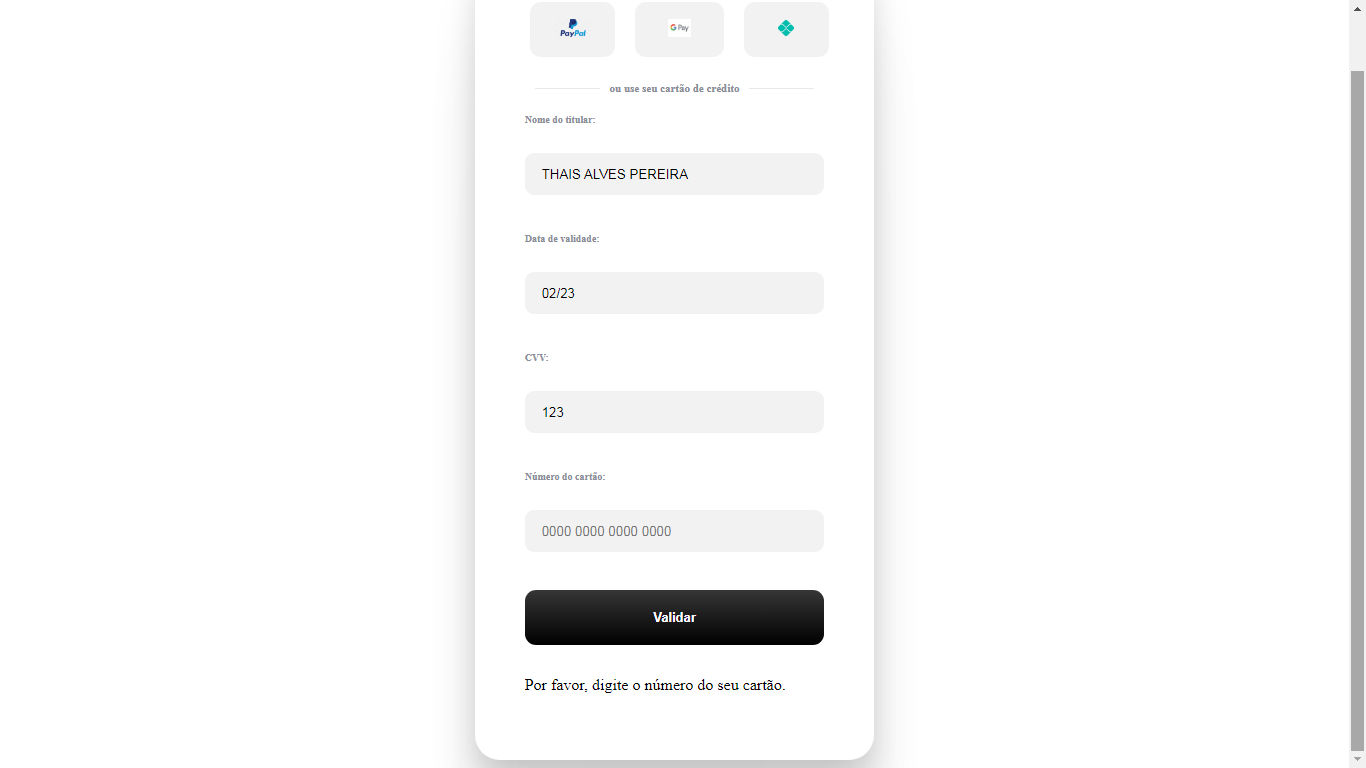 PayPal
G Pay
ou use seu cartão de crédito
Nome do titular:
THAIS ALVES PEREIRA
Data de validade:
02/23
CVV:
123
Número do cartão:
0000 0000 0000 0000
Validar
Por favor, digite o número do seu cartão.